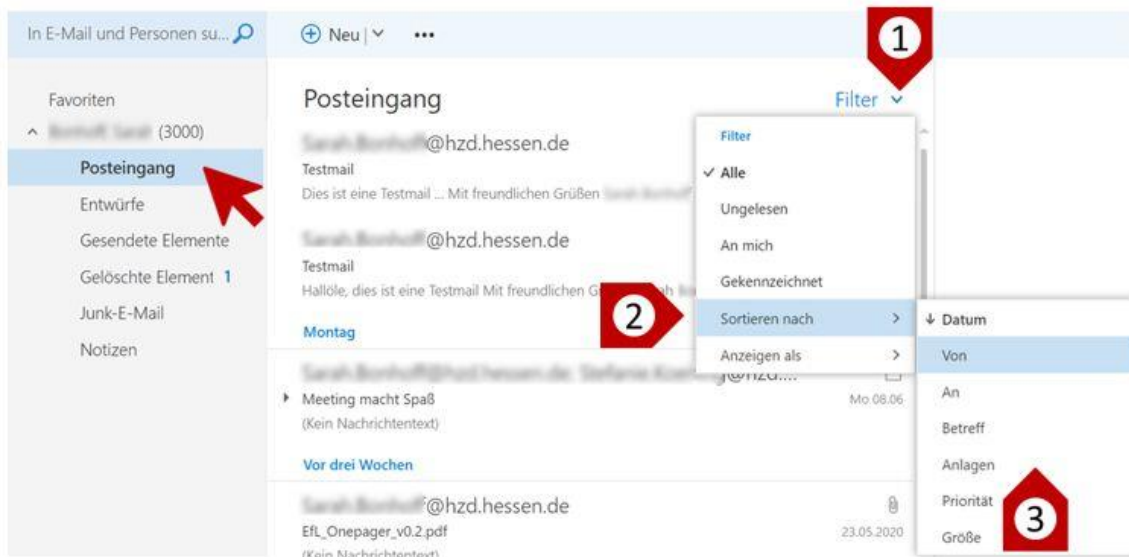 In E-Mail und Personen su...
Neu
1
Favoriten
(3000)
Posteingang
Entwürfe
Gesendete Elemente
Gelöschte Element 1
Junk-E-Mail
Notizen
Posteingang
Filter
@hzd.hessen.de
Testmail
Dies ist eine Testmail ... Mit freundlichen Grüßen
@hzd.hessen.de
Testmail
Hallöle, dies ist eine Testmail Mit freundlichen
Montag
@hzd....
Meeting macht Spaß
Mo 08.06
(Kein Nachrichtentext)
Vor drei Wochen
@hzd.hessen.de
EfL_Onepager_v0.2.pdf
23.05.2020
(Kein Nachrichtentext)
Filter
Alle
Ungelesen
An mich
Gekennzeichnet
2
Sortieren nach
Anzeigen als
Datum
Von
An
Betreff
Anlagen
Priorität
3
Größe